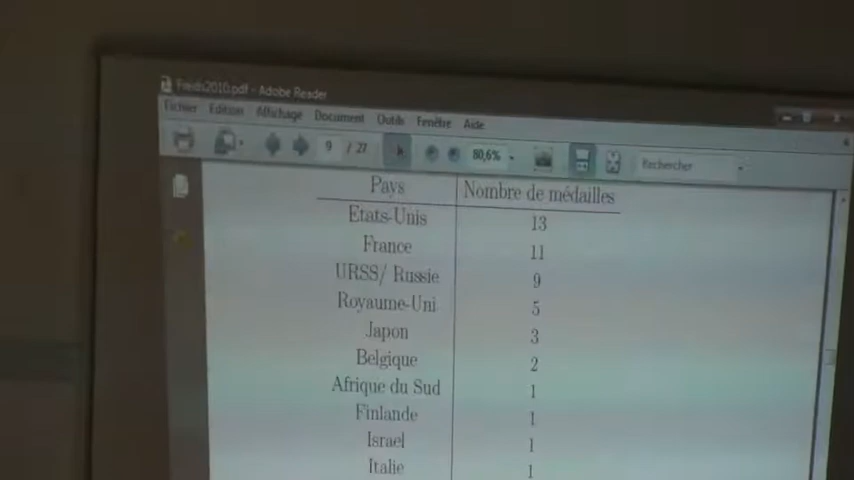 Fields2010.pdf - Adobe Reader
Fichier Edition Affichage Document Outils Fenêtre Aide
9 / 27 80,6% Rechercher
Pays Nombre de médailles
Etats-Unis 13
France 11
URSS/ Russie 9
Royaume-Uni 5
Japon 3
Belgique 2
Afrique du Sud 1
Finlande 1
Israel 1
Italie 1